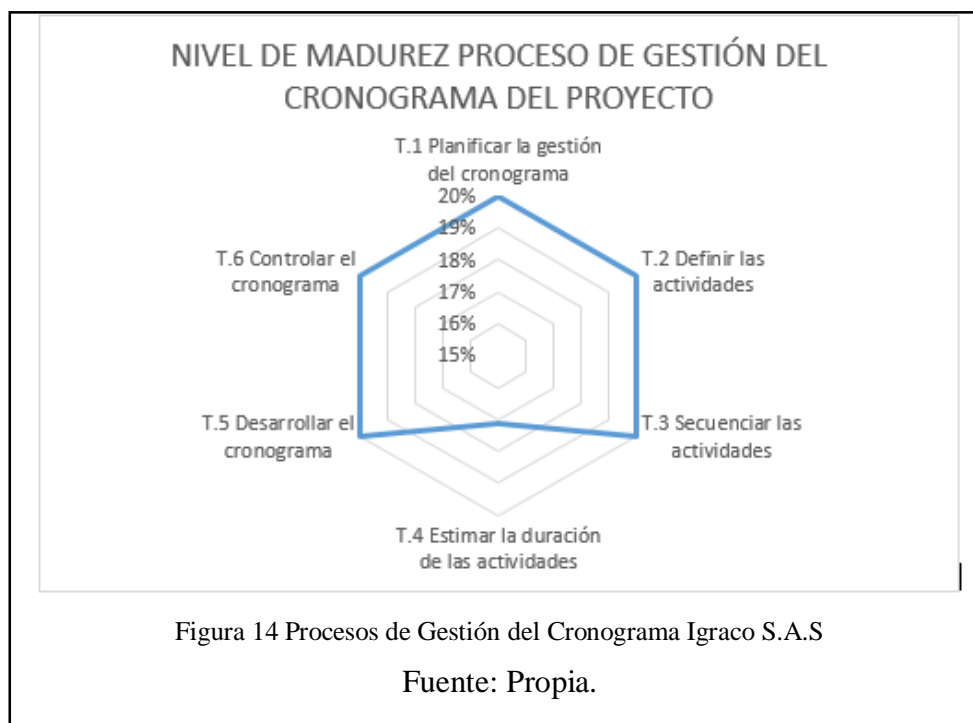 NIVEL DE MADUREZ PROCESO DE GESTIÓN DEL
CRONOGRAMA DEL PROYECTO
T.1 Planificar la gestión
del cronograma
20%
19%
18%
17%
16%
15%
T.2 Definir las
actividades
T.3 Secuenciar las
actividades
T.4 Estimar la duración
de las actividades
T.5 Desarrollar el
cronograma
T.6 Controlar el
cronograma
Figura 14 Procesos de Gestión del Cronograma Igraco S.A.S
Fuente: Propia.